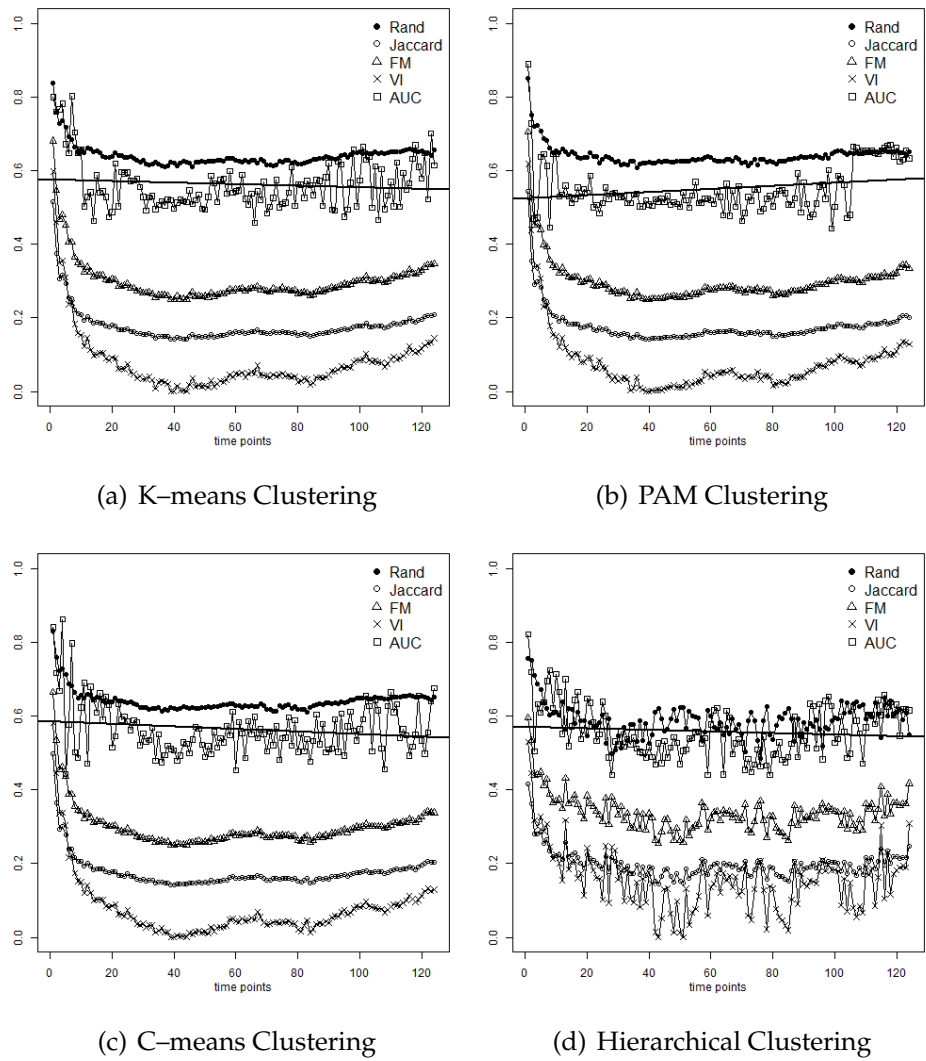 0.0 0.2 0.4 0.6 0.8 1.0
Rand
Jaccard
FM
VI
AUC
0 20 40 60 80 100 120
time points
(a) K–means Clustering
0.0 0.2 0.4 0.6 0.8 1.0
Rand
Jaccard
FM
VI
AUC
0 20 40 60 80 100 120
time points
(b) PAM Clustering
0.0 0.2 0.4 0.6 0.8 1.0
Rand
Jaccard
FM
VI
AUC
0 20 40 60 80 100 120
time points
(c) C–means Clustering
0.0 0.2 0.4 0.6 0.8 1.0
Rand
Jaccard
FM
VI
AUC
0 20 40 60 80 100 120
time points
(d) Hierarchical Clustering